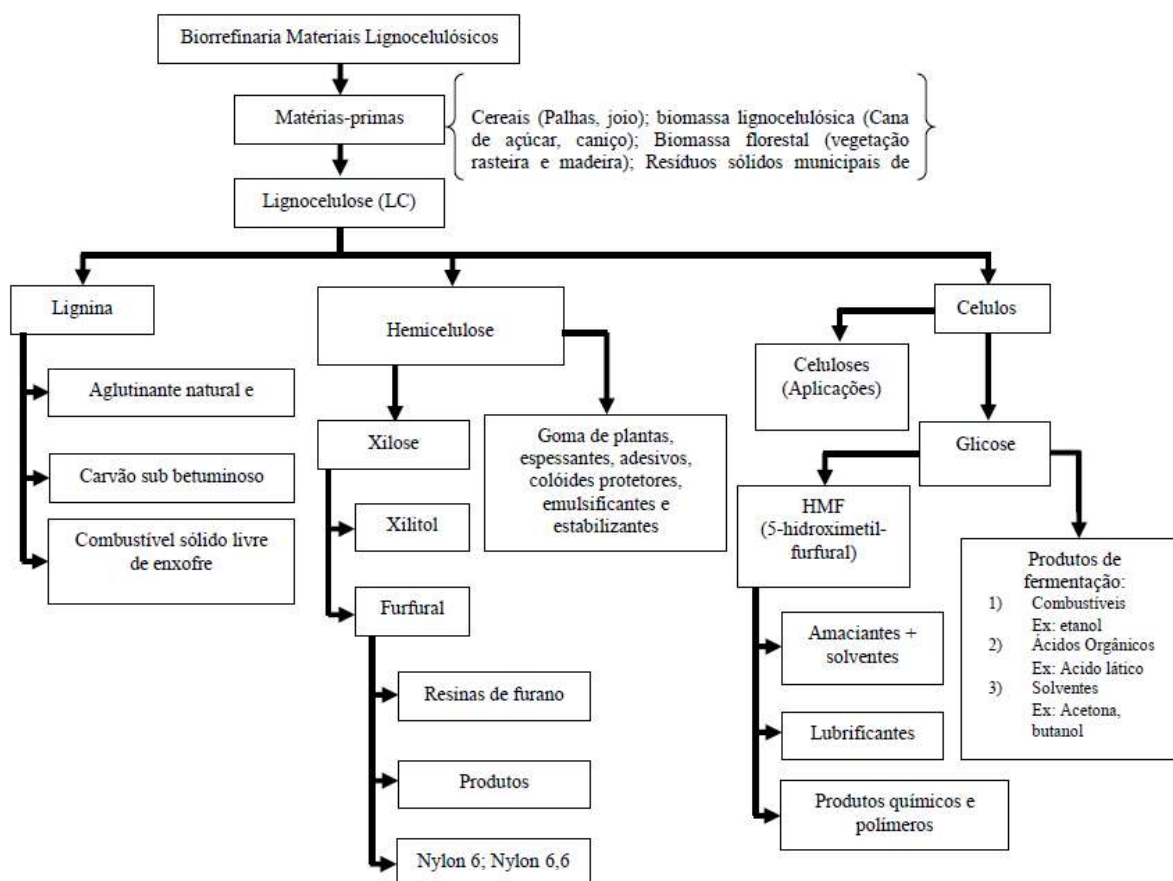 Biorrefinaria Materiais Lignocelulósicos
Matérias-primas
Cereais (Palhas, joio); biomassa lignocelulósica (Cana
de açúcar, caniço); Biomassa florestal (vegetação
rasteira e madeira); Resíduos sólidos municipais de
Lignocelulose (LC)
Lignina
Hemicelulose
Celulos
Aglutinante natural e
Carvão sub betuminoso
Combustível sólido livre
de enxofre
Xilose
Xilitol
Furfural
Resinas de furano
Produtos
Nylon 6; Nylon 6,6
Goma de plantas,
espessantes, adesivos,
colóides protetores,
emulsificantes e
estabilizantes
Celuloses
(Aplicações)
Glicose
HMF
(5-hidroximetil-
furfural)
Amaciantes +
solventes
Lubrificantes
Produtos químicos e
polímeros
Produtos de
fermentação:
1) Combustíveis
Ex: etanol
2) Ácidos Orgânicos
Ex: Acido lático
3) Solventes
Ex: Acetona,
butanol